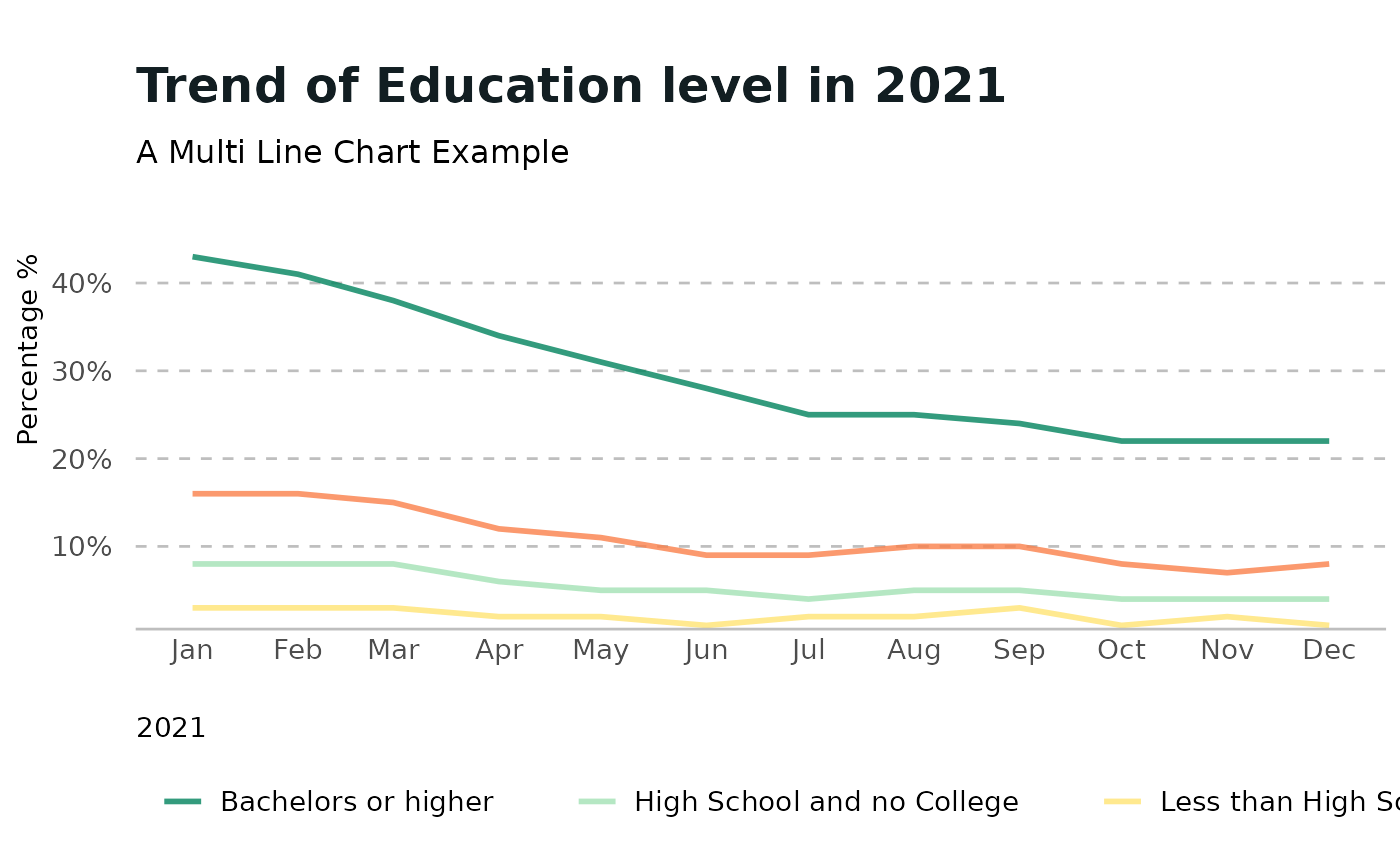 Trend of Education level in 2021
A Multi Line Chart Example
Percentage %
40%
30%
20%
10%
Jan Feb Mar Apr May Jun Jul Aug Sep Oct Nov Dec
2021
Bachelors or higher High School and no College Less than High